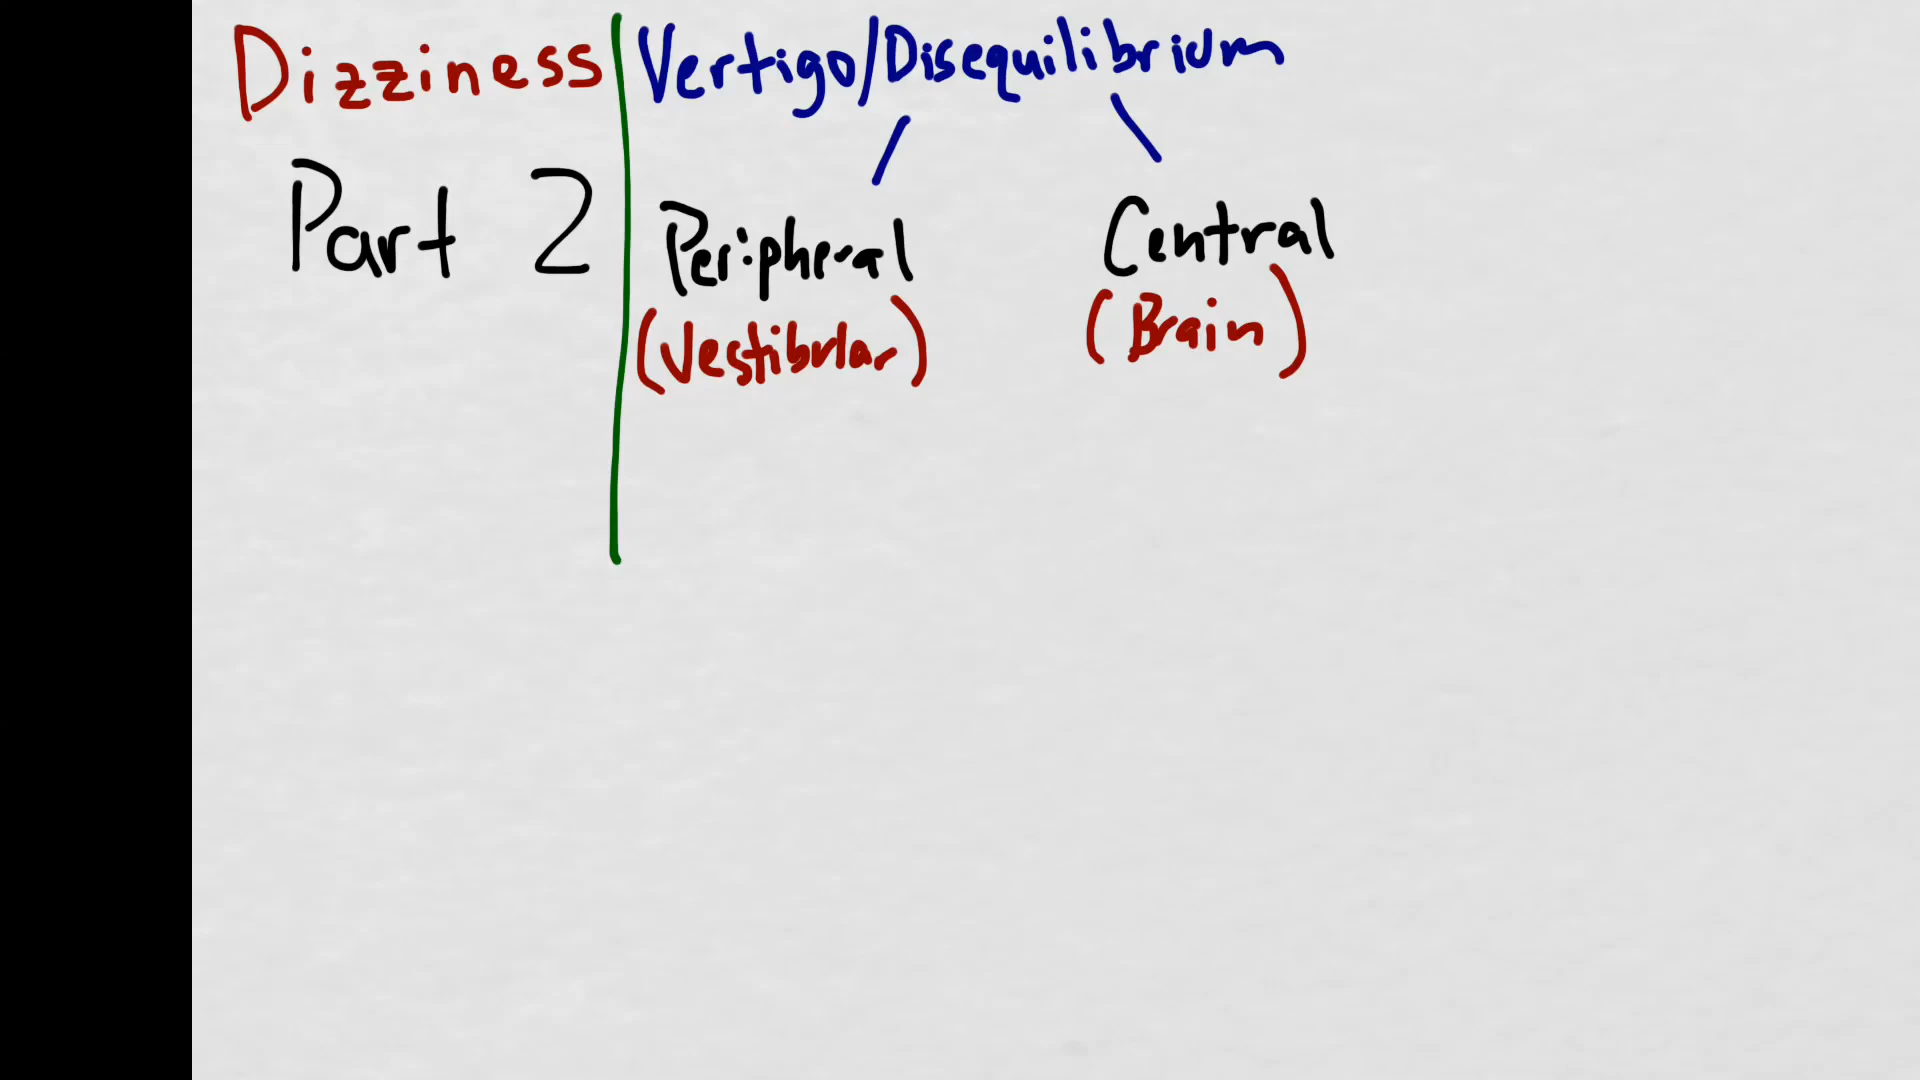 Dizziness
Part 2
Vertigo/Disequilibrium
Peripheral
(Vestibular)
Central
(Brain)